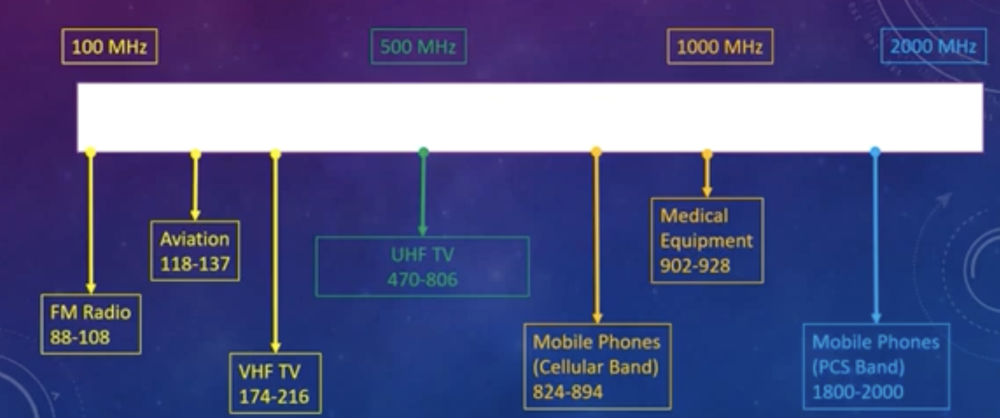 100 MHz
500 MHz
1000 MHz
2000 MHz
FM Radio
88-108
Aviation
118-137
VHF TV
174-216
UHF TV
470-806
Mobile Phones
(Cellular Band)
824-894
Medical
Equipment
902-928
Mobile Phones
(PCS Band)
1800-2000